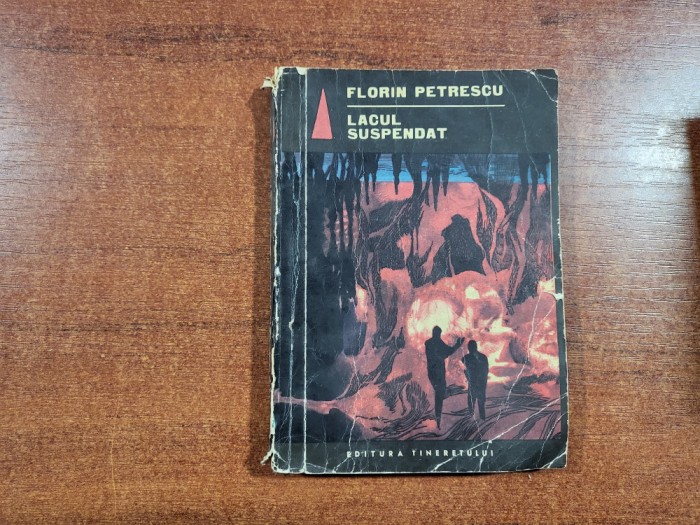 FLORIN PETRESCU
LACUL
SUSPENDAT
EDITURA TINERETULUI